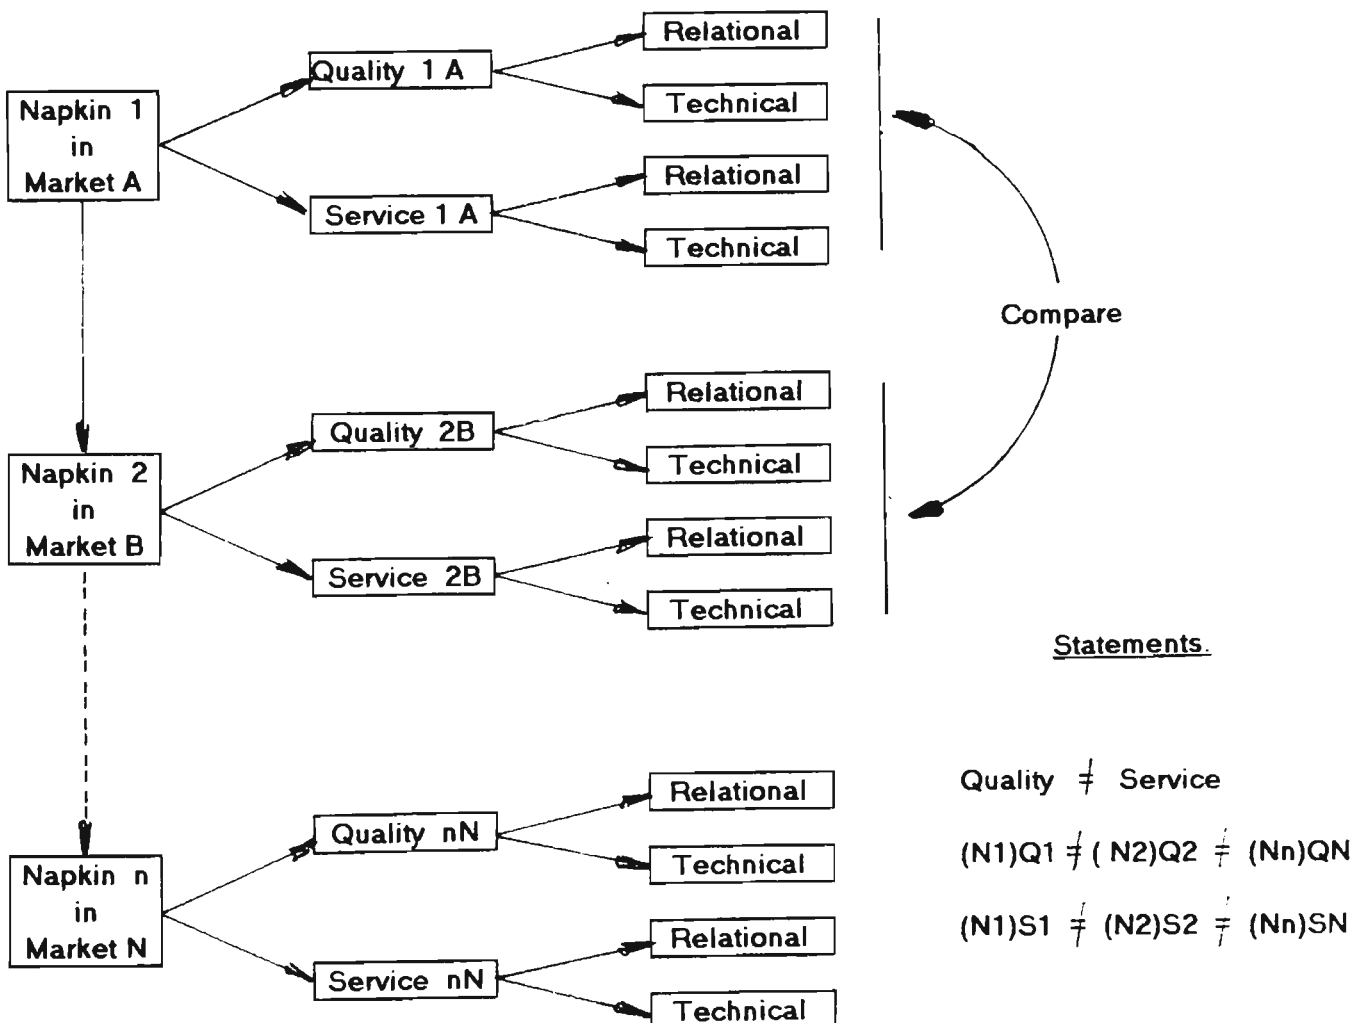 Relational
Quality 1 A
Technical
Napkin 1
in
Market A
Relational
Service 1 A
Technical
Compare
Relational
Quality 2B
Technical
Napkin 2
in
Market B
Relational
Service 2B
Technical
Statements.
Relational
Quality nN
Technical
Napkin n
in
Market N
Relational
Service nN
Technical
Quality ≠ Service
(N1)Q1 ≠ ( N2)Q2 ≠ (Nn)QN
(N1)S1 ≠ (N2)S2 ≠ (Nn)SN